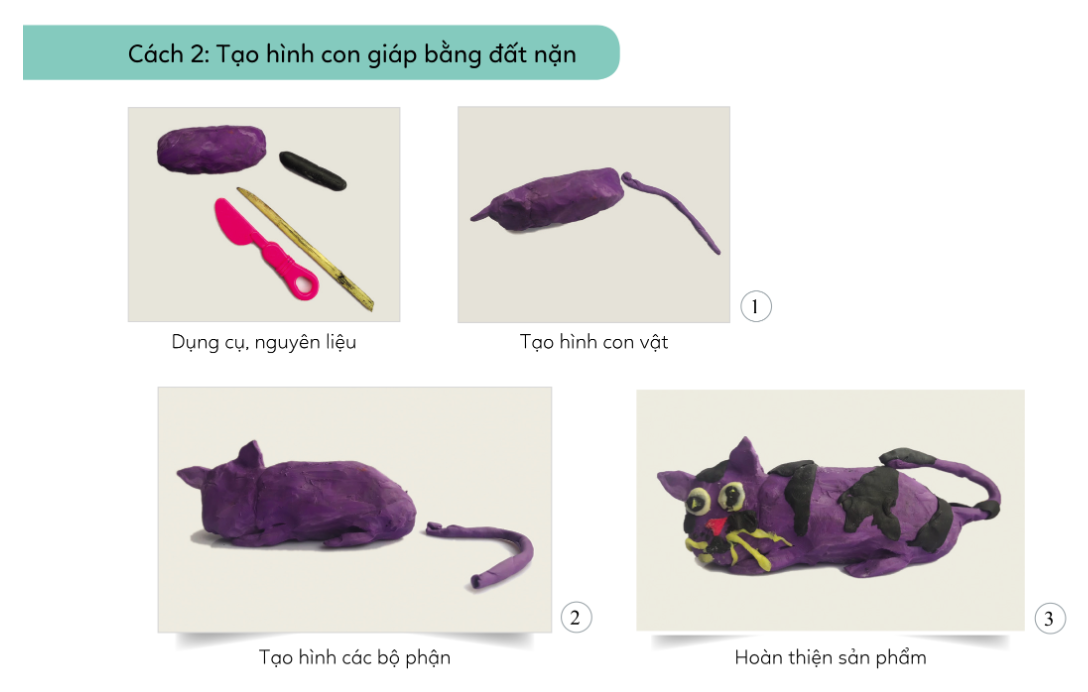 Cách 2: Tạo hình con giáp bằng đất nặn
Dụng cụ, nguyên liệu
Tạo hình con vật
1
Tạo hình các bộ phận
2
Hoàn thiện sản phẩm
3